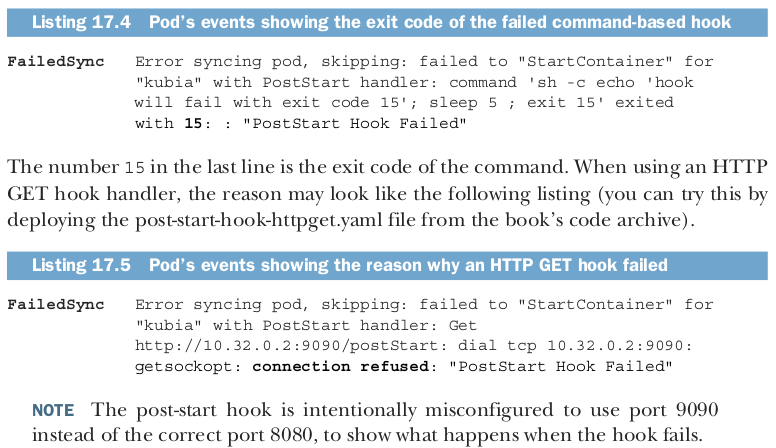 Listing 17.4 Pod's events showing the exit code of the failed command-based hook
FailedSync Error syncing pod, skipping: failed to "StartContainer" for
"kubia" with PostStart handler: command 'sh -c echo 'hook
will fail with exit code 15'; sleep 5 ; exit 15' exited
with 15: : "PostStart Hook Failed"
The number 15 in the last line is the exit code of the command. When using an HTTP
GET hook handler, the reason may look like the following listing (you can try this by
deploying the post-start-hook-httpget.yaml file from the book's code archive).
Listing 17.5 Pod's events showing the reason why an HTTP GET hook failed
FailedSync Error syncing pod, skipping: failed to "StartContainer" for
"kubia" with PostStart handler: Get
http://10.32.0.2:9090/postStart: dial tcp 10.32.0.2:9090:
getsockopt: connection refused: "PostStart Hook Failed"
NOTE The post-start hook is intentionally misconfigured to use port 9090
instead of the correct port 8080, to show what happens when the hook fails.